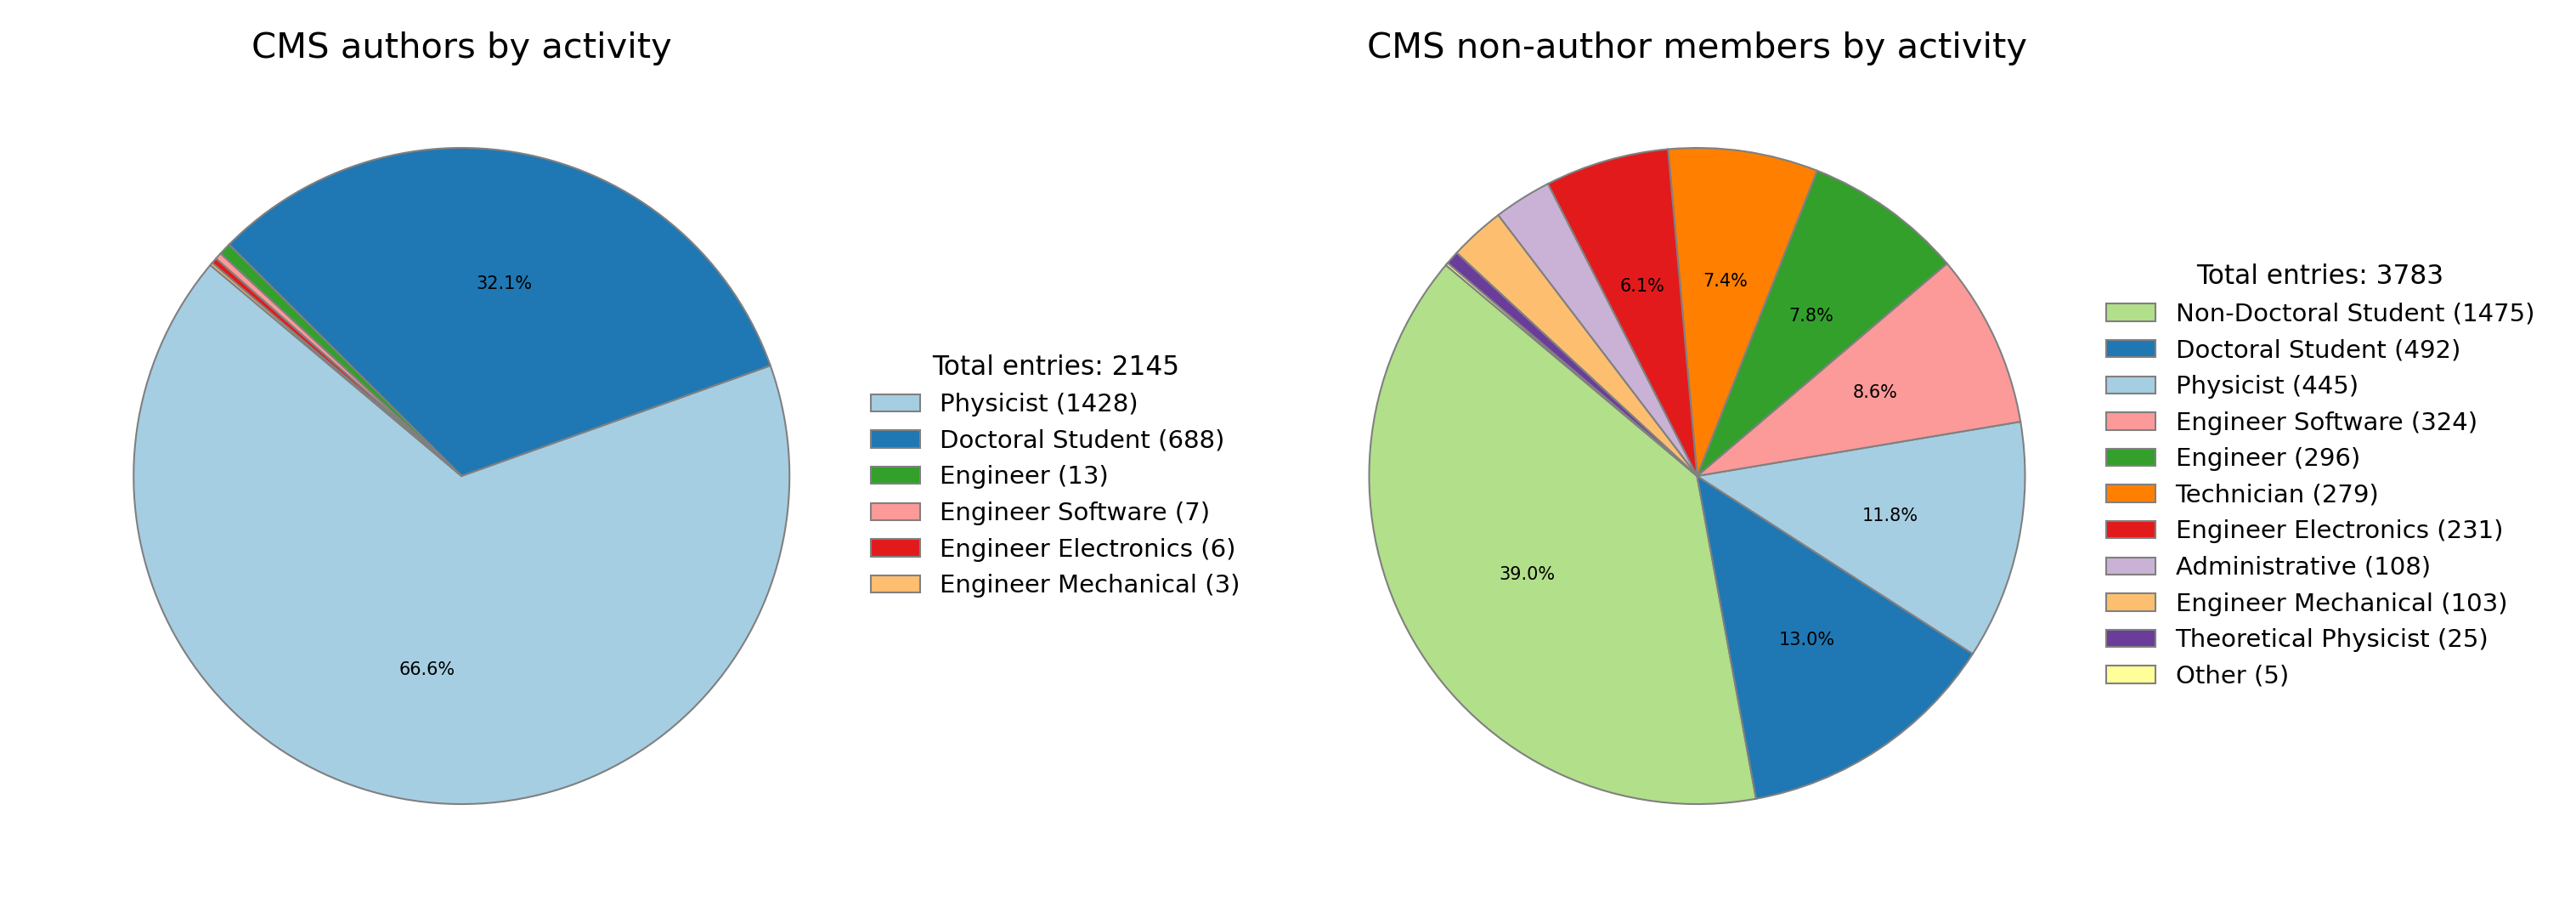 CMS authors by activity
32.1%
66.6%
Total entries: 2145
Physicist (1428)
Doctoral Student (688)
Engineer (13)
Engineer Software (7)
Engineer Electronics (6)
Engineer Mechanical (3)
CMS non-author members by activity
6.1%
7.4%
7.8%
8.6%
11.8%
39.0%
13.0%
Total entries: 3783
Non-Doctoral Student (1475)
Doctoral Student (492)
Physicist (445)
Engineer Software (324)
Engineer (296)
Technician (279)
Engineer Electronics (231)
Administrative (108)
Engineer Mechanical (103)
Theoretical Physicist (25)
Other (5)